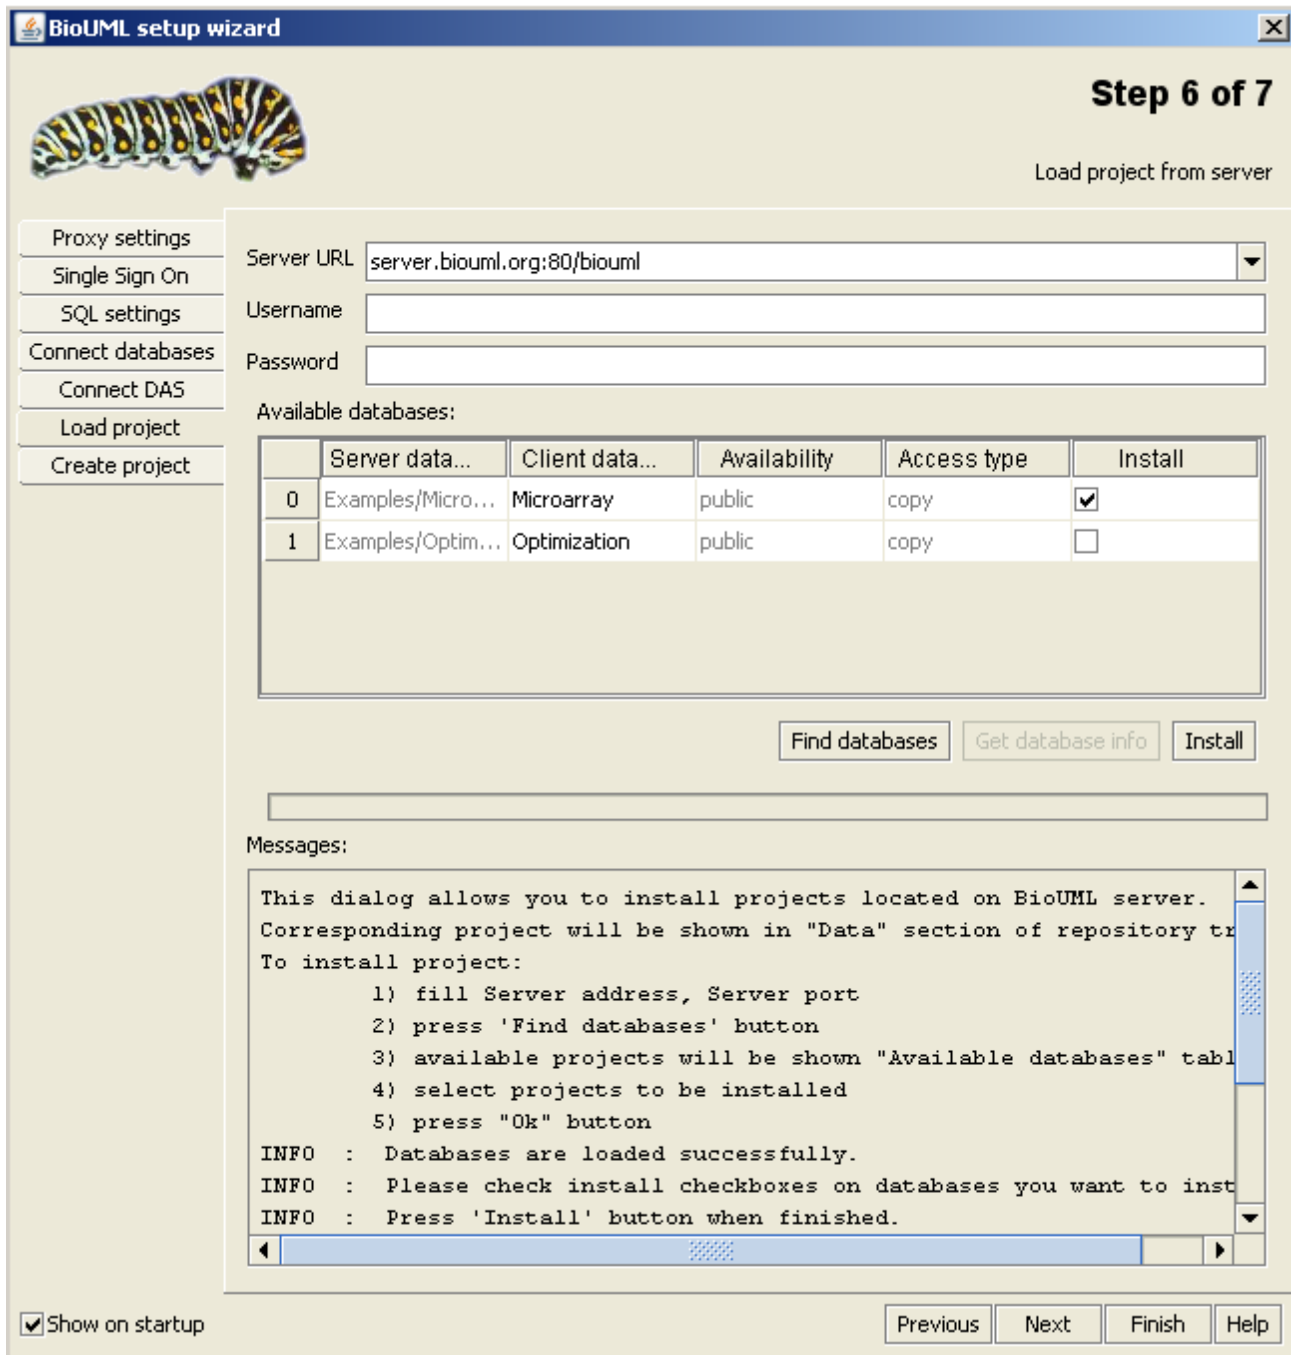 BioUML setup wizard
Step 6 of 7
Load project from server
Proxy settings
Single Sign On
SQL settings
Connect databases
Connect DAS
Load project
Create project
Server URL server.biouml.org:80/biouml
Username
Password
Available databases:
Server data... Client data... Availability Access type Install
0 Examples/Micro... Microarray public copy
1 Examples/Optim... Optimization public copy
Find databases Get database info Install
Messages:
This dialog allows you to install projects located on BioUML server.
Corresponding project will be shown in "Data" section of repository tr
To install project:
1) fill Server address, Server port
2) press 'Find databases' button
3) available projects will be shown "Available databases" tabl
4) select projects to be installed
5) press "Ok" button
INFO : Databases are loaded successfully.
INFO : Please check install checkboxes on databases you want to inst
INFO : Press 'Install' button when finished.
Show on startup Previous Next Finish Help